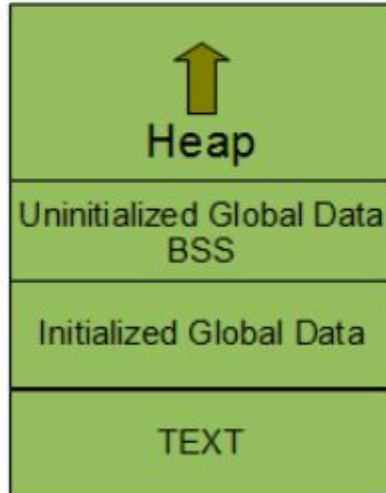 Heap
Uninitialized Global Data
BSS
Initialized Global Data
TEXT